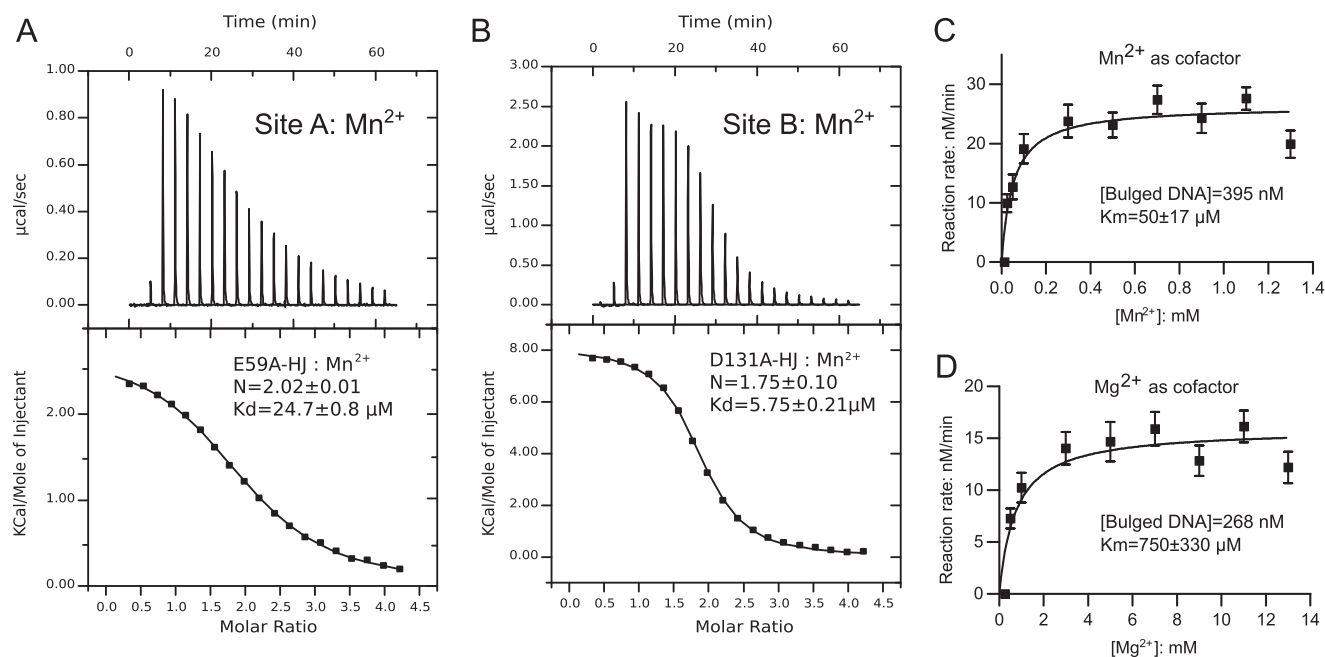 A
Time (min)
0 20 40 60
1.00
0.80
0.60
0.40
0.20
0.00
µcal/sec
Site A: Mn²⁺
E59A-HJ : Mn²⁺
N=2.02±0.01
Kd=24.7±0.8 µM
2.00
1.00
0.00
KCal/Mole of Injectant
0.0 0.5 1.0 1.5 2.0 2.5 3.0 3.5 4.0 4.5
Molar Ratio
B
Time (min)
0 20 40 60
3.00
2.50
2.00
1.50
1.00
0.50
0.00
µcal/sec
Site B: Mn²⁺
D131A-HJ : Mn²⁺
N=1.75±0.10
Kd=5.75±0.21µM
8.00
6.00
4.00
2.00
0.00
KCal/Mole of Injectant
0.0 0.5 1.0 1.5 2.0 2.5 3.0 3.5 4.0 4.5
Molar Ratio
C
Mn²⁺ as cofactor
30
20
10
0
Reaction rate: nM/min
[Bulged DNA]=395 nM
Km=50±17 µM
0.0 0.2 0.4 0.6 0.8 1.0 1.2 1.4
[Mn²⁺]: mM
D
Mg²⁺ as cofactor
20
15
10
5
0
Reaction rate: nM/min
[Bulged DNA]=268 nM
Km=750±330 µM
0 2 4 6 8 10 12 14
[Mg²⁺]: mM